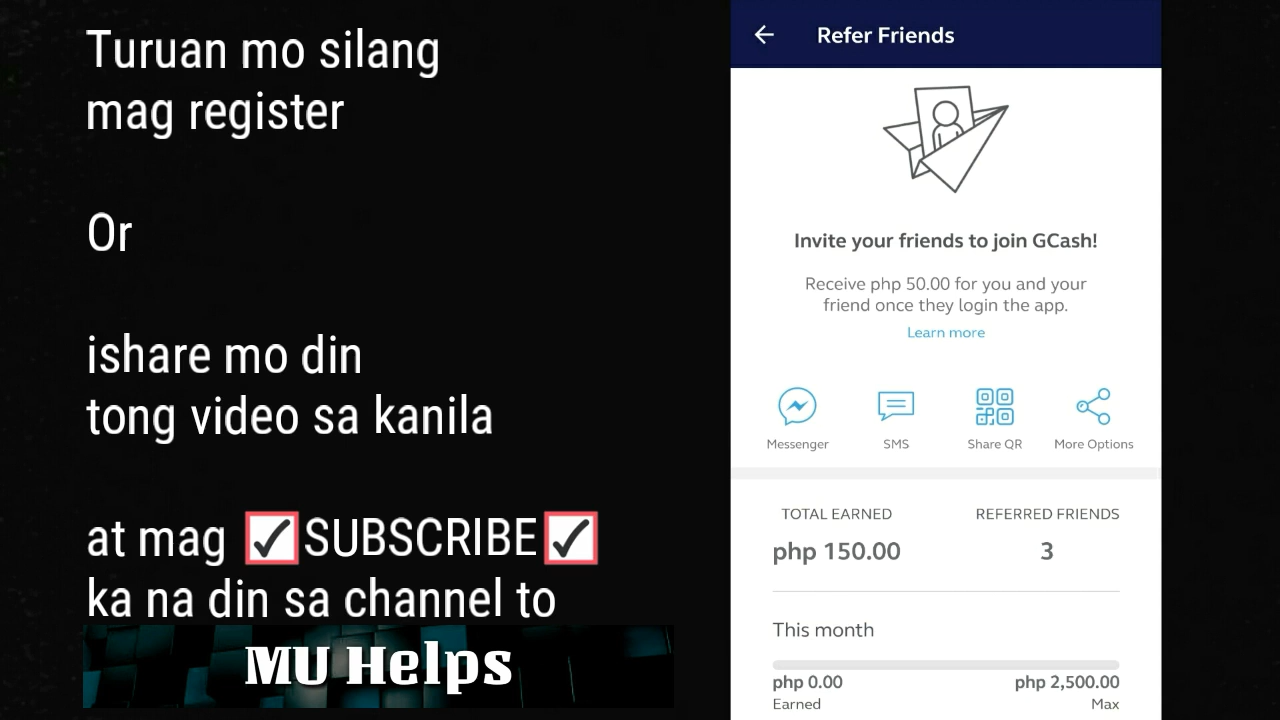 Turuan mo silang
mag register
Or
ishare mo din
tong video sa kanila
at mag ✔SUBSCRIBE✔
ka na din sa channel to
MU Helps
Refer Friends
Invite your friends to join GCash!
Receive php 50.00 for you and your
friend once they login the app.
Learn more
Messenger SMS Share QR More Options
TOTAL EARNED REFERRED FRIENDS
php 150.00 3
This month
php 0.00 php 2,500.00
Earned Max